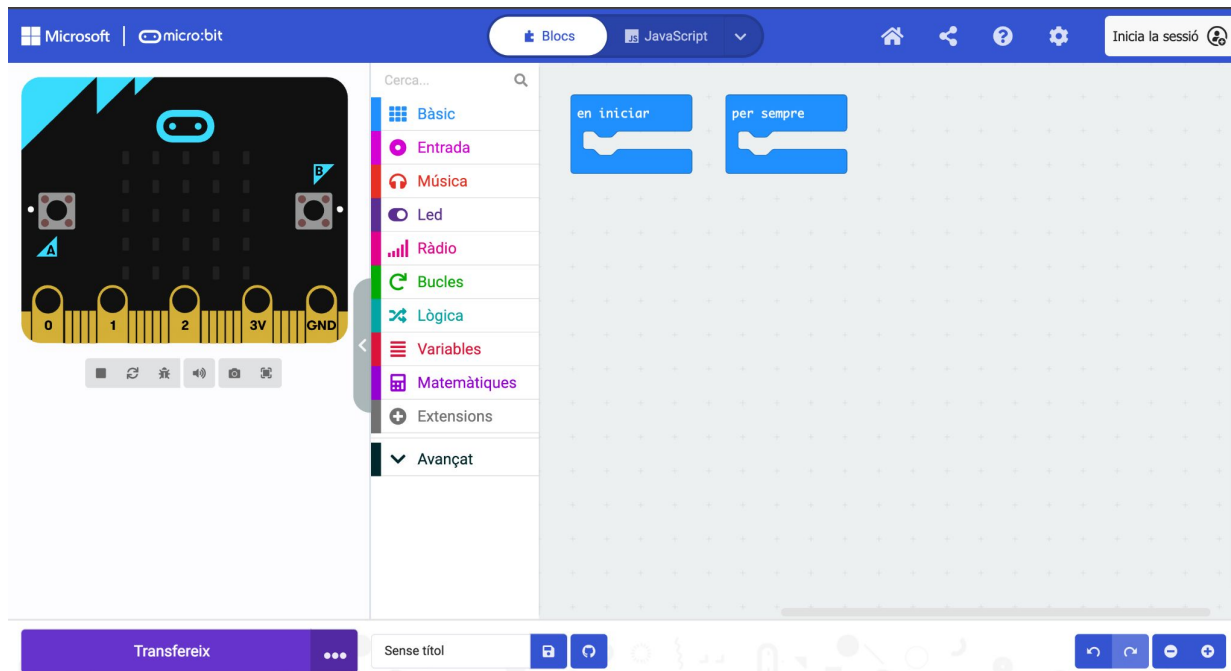 Microsoft | micro:bit
Blocs
JS JavaScript
Inicia la sessió
Cerca...
Bàsic
Entrada
Música
Led
Ràdio
Bucles
Lògica
Variables
Matemàtiques
Extensions
Avançat
en iniciar
per sempre
A
B
0 1 2 3V GND
Transfereix
Sense títol